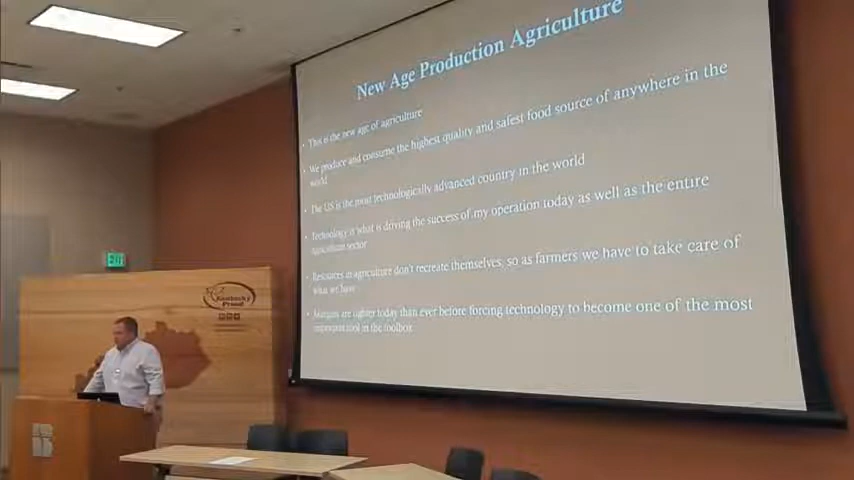 New Age Production Agriculture
• This is the new age of agriculture
• We produce and consume the highest quality and safest food source of anywhere in the
world
• The US is the most technologically advanced country in the world
• Technology is what is driving the success of my operation today as well as the entire
agriculture sector
• Resources in agriculture don't recreate themselves, so as farmers we have to take care of
what we have
• Margins are tighter today than ever before forcing technology to become one of the most
important tool in the toolbox
Kentucky
Proud